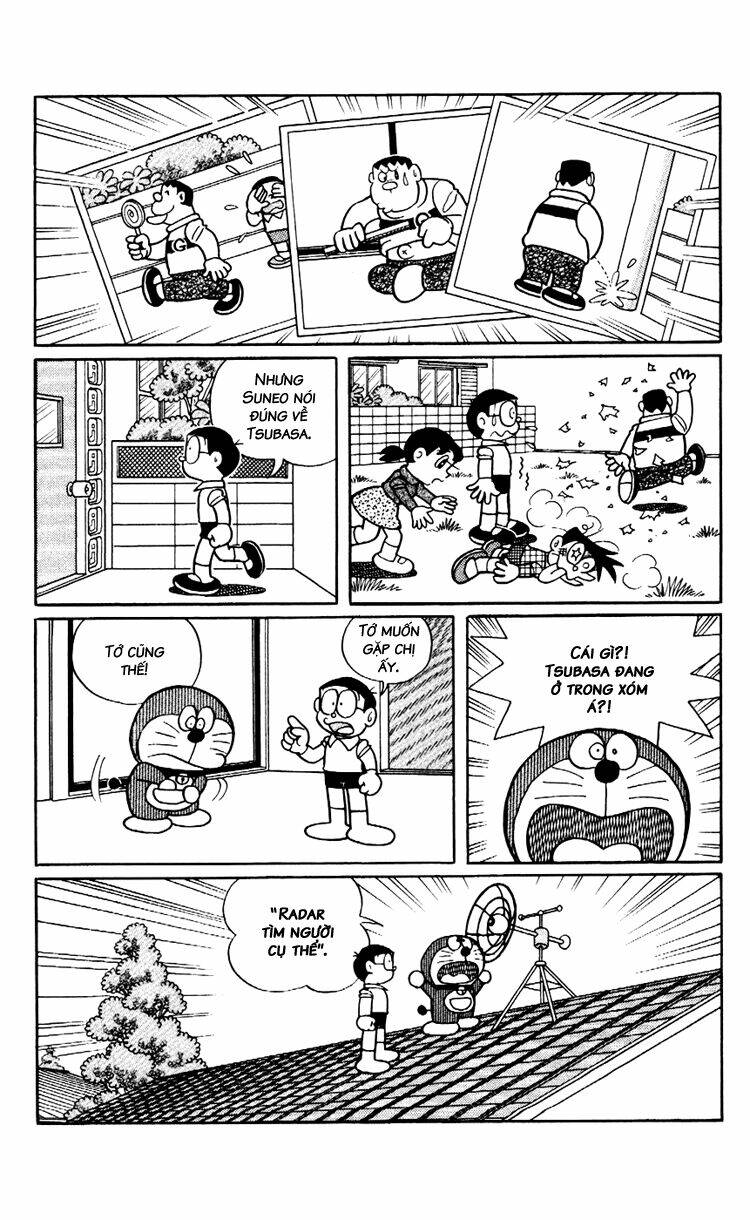 NHƯNG
SUNEO NÓI
ĐÚNG VỀ
TSUBASA.
CÁI GÌ?!
TSUBASA ĐANG
Ở TRONG XÓM
Á?!
TỚ MUỐN
GẶP CHỊ
ẤY.
TỚ CŨNG
THẾ!
"RADAR
TÌM NGƯỜI
CỤ THỂ".